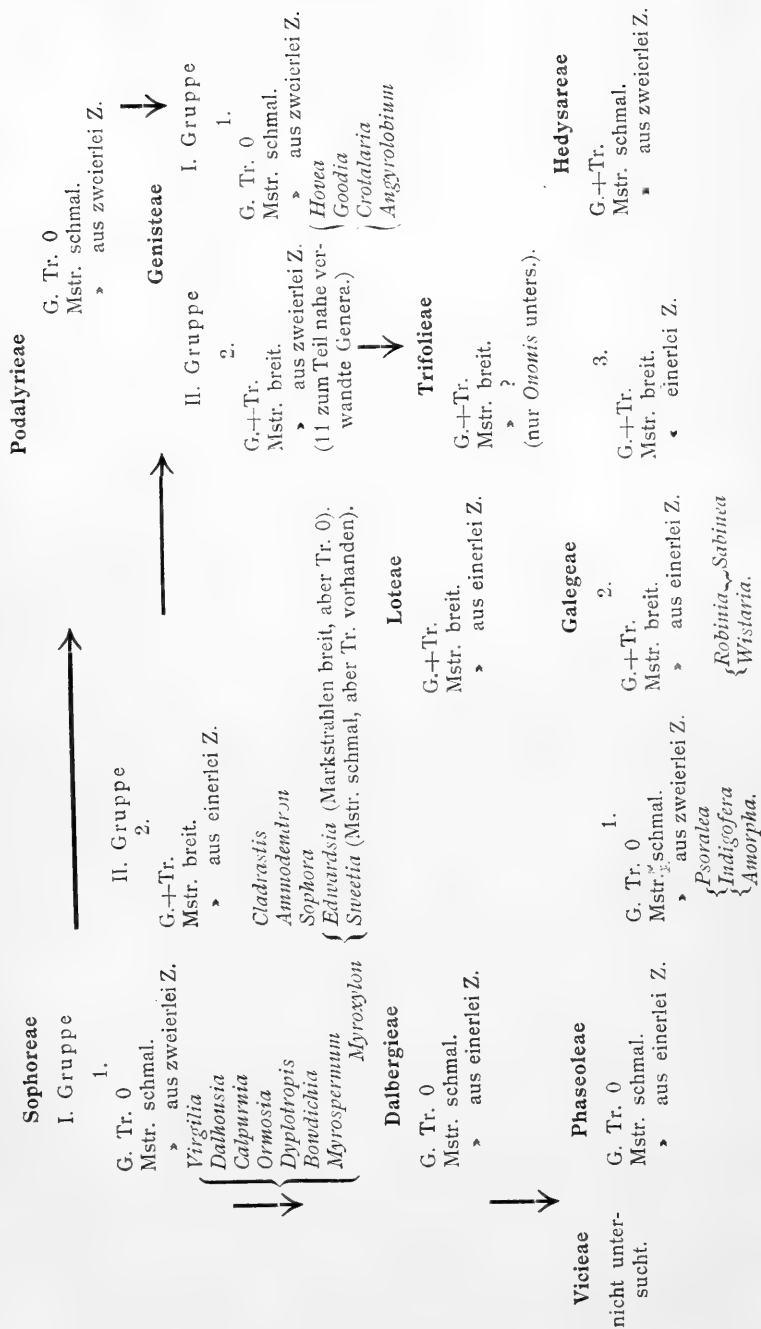 Sophoreae
I. Gruppe
1.
G. Tr. 0
Mstr. schmal.
» aus zweierlei Z.
Virgilia
Dalhousia
Calpurnia
Ormosia
Dyplotropis
Bowdichia
Myrospermum
Myroxylon
II. Gruppe
2.
G.+Tr.
Mstr. breit.
» aus einerlei Z.
Cladrastis
Ammodendron
Sophora
Edwardsia (Markstrahlen breit, aber Tr. 0).
Sweetia (Mstr. schmal, aber Tr. vorhanden).
Podalyrieae
G. Tr. 0
Mstr. schmal.
» aus zweierlei Z.
Genisteae
II. Gruppe
2.
G.+Tr.
Mstr. breit.
» aus zweierlei Z.
(11 zum Teil nahe ver-
wandte Genera.)
I. Gruppe
1.
G. Tr. 0
Mstr. schmal.
» aus zweierlei Z.
Hovea
Goodia
Crotalaria
Angyrolobium
Dalbergieae
G. Tr. 0
Mstr. schmal.
» aus einerlei Z.
Loteae
G.+Tr.
Mstr. breit.
» aus einerlei Z.
Trifolieae
G.+Tr.
Mstr. breit.
» ?
(nur Onomis unters.).
Vicieae
nicht unter-
sucht.
Phaseoleae
G. Tr. 0
Mstr. schmal.
» aus einerlei Z.
Galegeae
1.
G. Tr. 0
Mstr. schmal.
» aus zweierlei Z.
Psoralea
Indigofera
Amorpha.
2.
G.+Tr.
Mstr. breit.
» aus einerlei Z.
Robinia Sabinea
Wistaria.
3.
G.+Tr.
Mstr. breit.
« einerlei Z.
Hedysareae
G.+Tr.
Mstr. schmal.
» aus zweierlei Z.